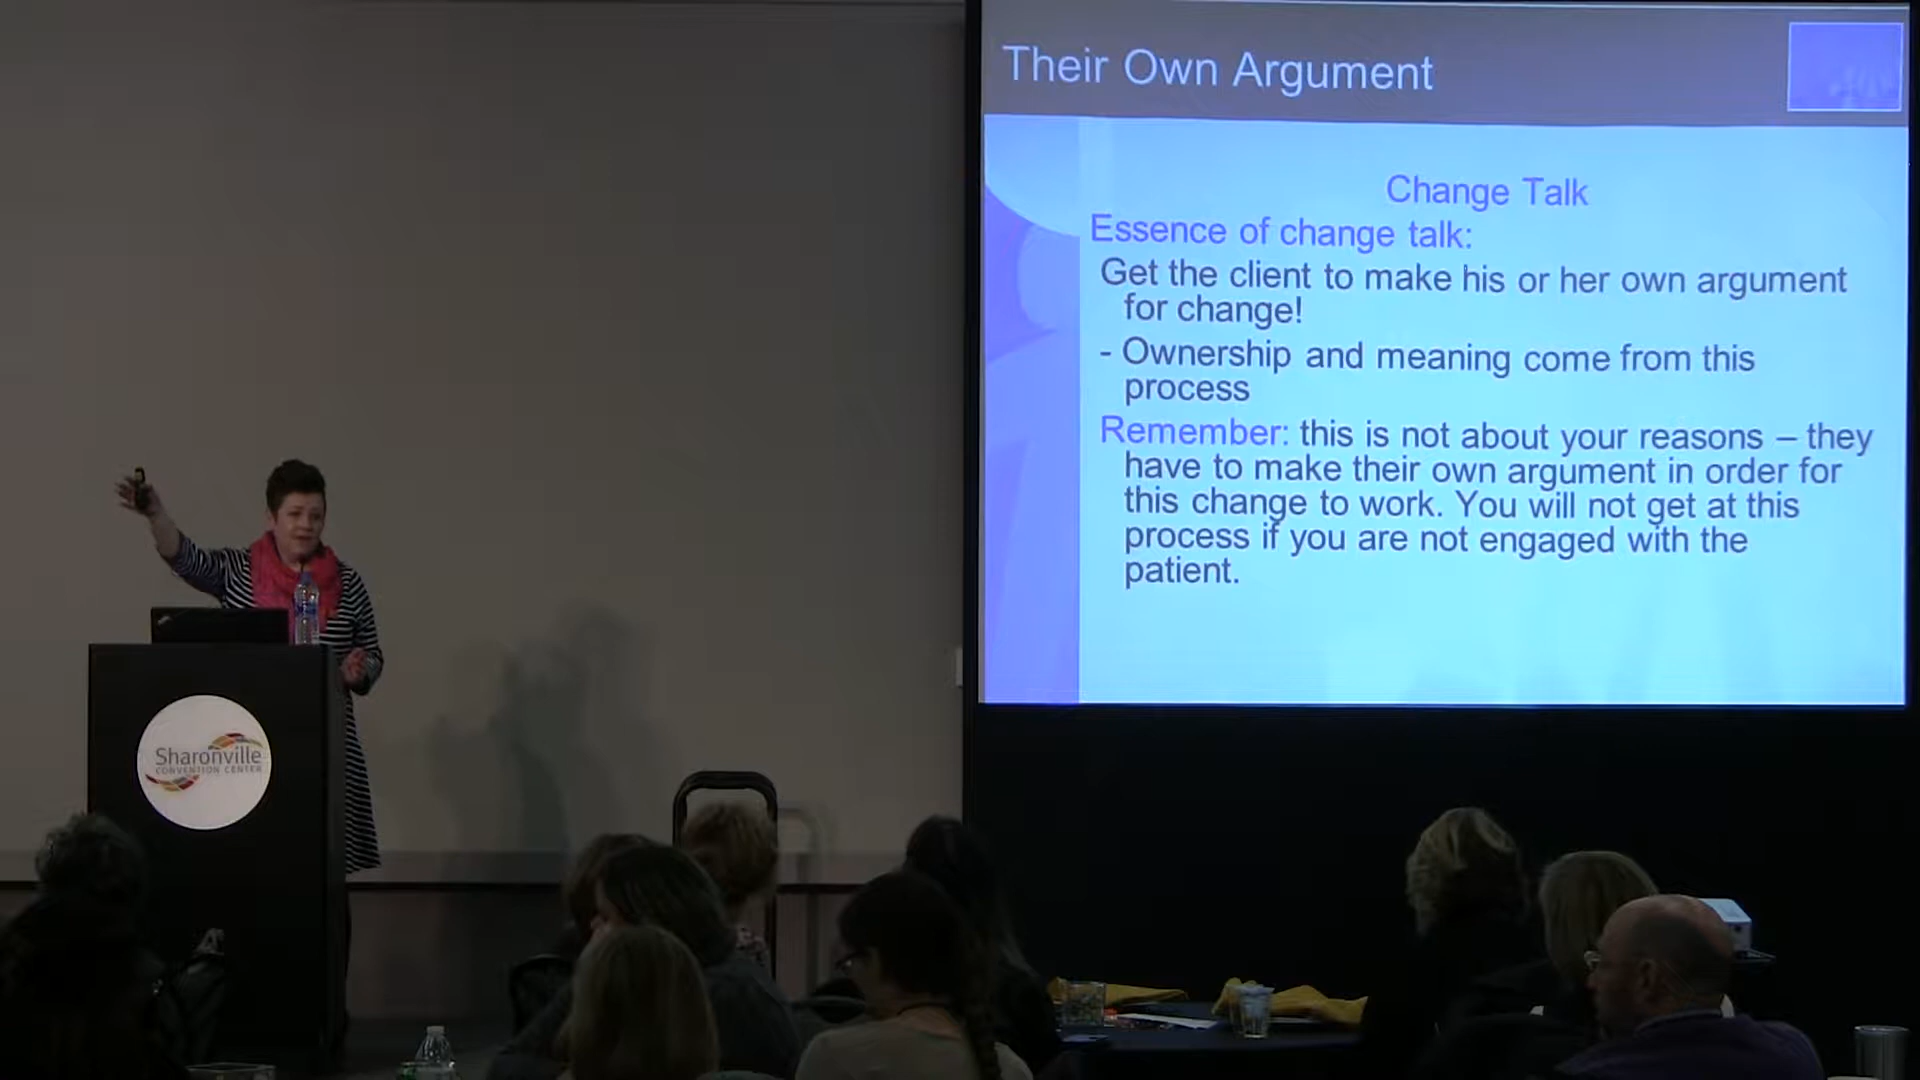 Their Own Argument
Change Talk
Essence of change talk:
Get the client to make his or her own argument
for change!
- Ownership and meaning come from this
process
Remember: this is not about your reasons – they
have to make their own argument in order for
this change to work. You will not get at this
process if you are not engaged with the
patient.
Sharonville
CONVENTION CENTER